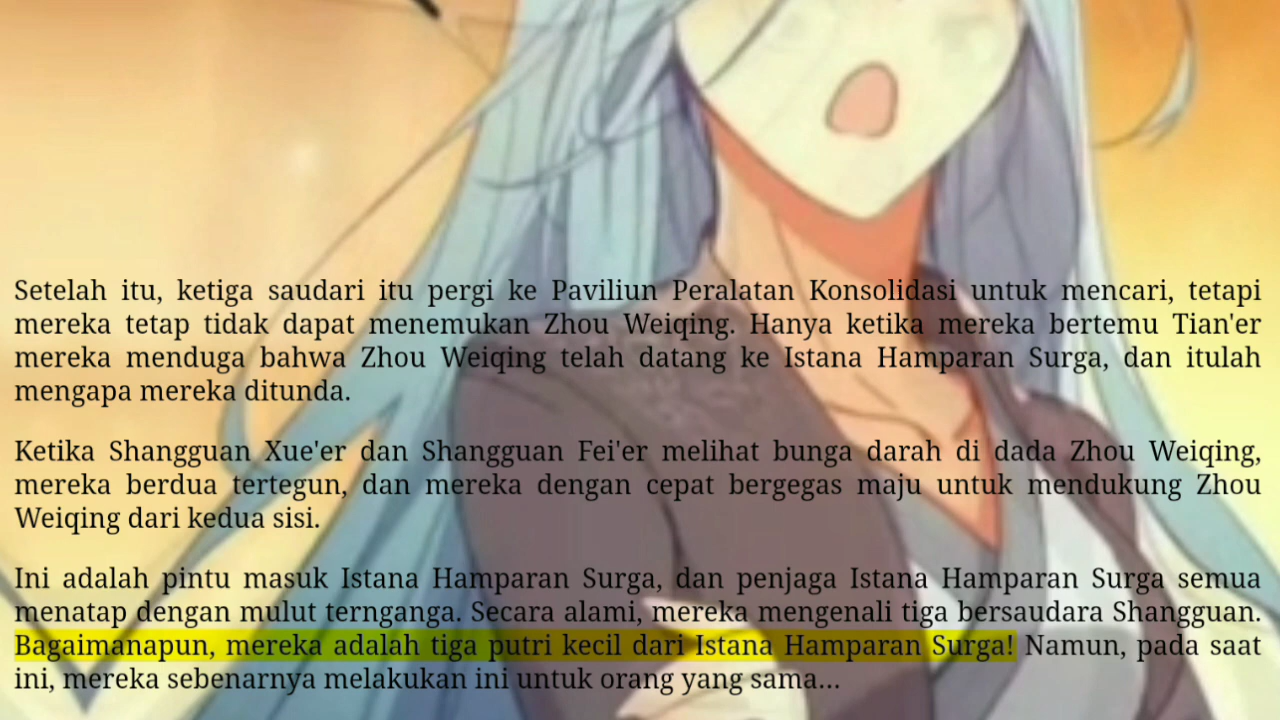 Setelah itu, ketiga saudari itu pergi ke Paviliun Peralatan Konsolidasi untuk mencari, tetapi
mereka tetap tidak dapat menemukan Zhou Weiqing. Hanya ketika mereka bertemu Tian'er
mereka menduga bahwa Zhou Weiqing telah datang ke Istana Hamparan Surga, dan itulah
mengapa mereka ditunda.
Ketika Shangguan Xue'er dan Shangguan Fei'er melihat bunga darah di dada Zhou Weiqing,
mereka berdua tertegun, dan mereka dengan cepat bergegas maju untuk mendukung Zhou
Weiqing dari kedua sisi.
Ini adalah pintu masuk Istana Hamparan Surga, dan penjaga Istana Hamparan Surga semua
menatap dengan mulut ternganga. Secara alami, mereka mengenali tiga bersaudara Shangguan.
Bagaimanapun, mereka adalah tiga putri kecil dari Istana Hamparan Surga! Namun, pada saat
ini, mereka sebenarnya melakukan ini untuk orang yang sama...